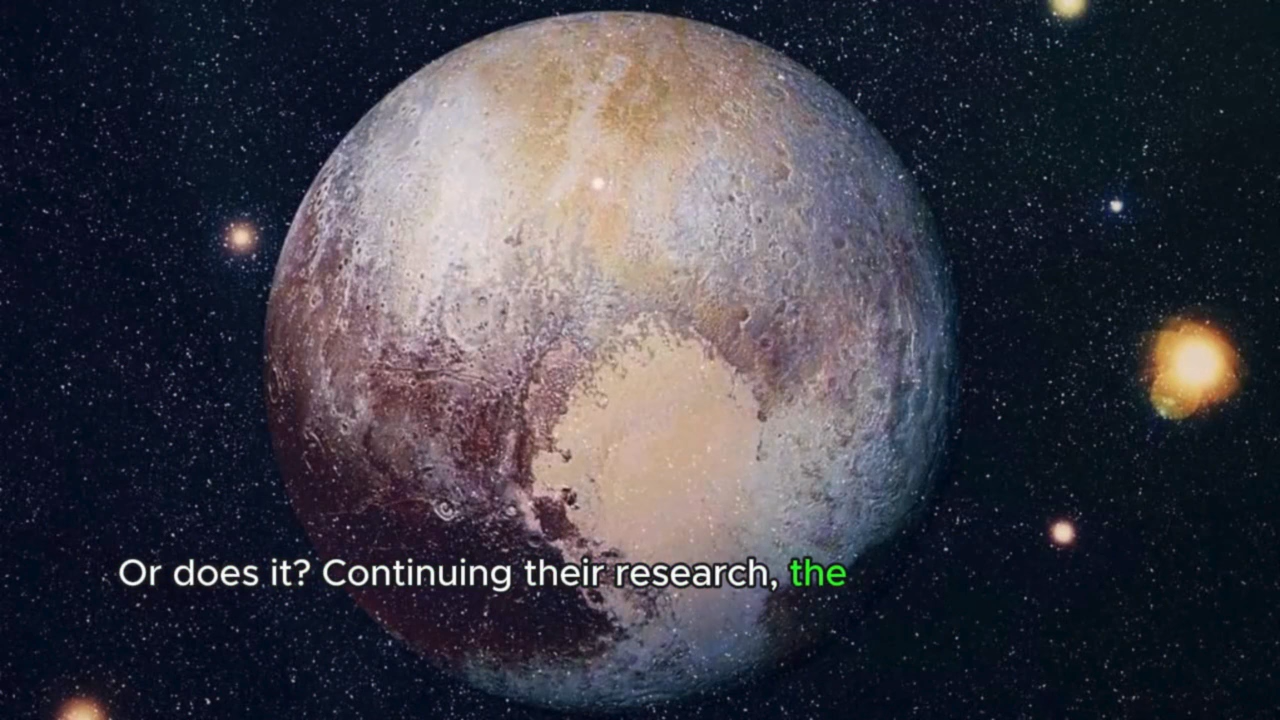 Or does it? Continuing their research, the